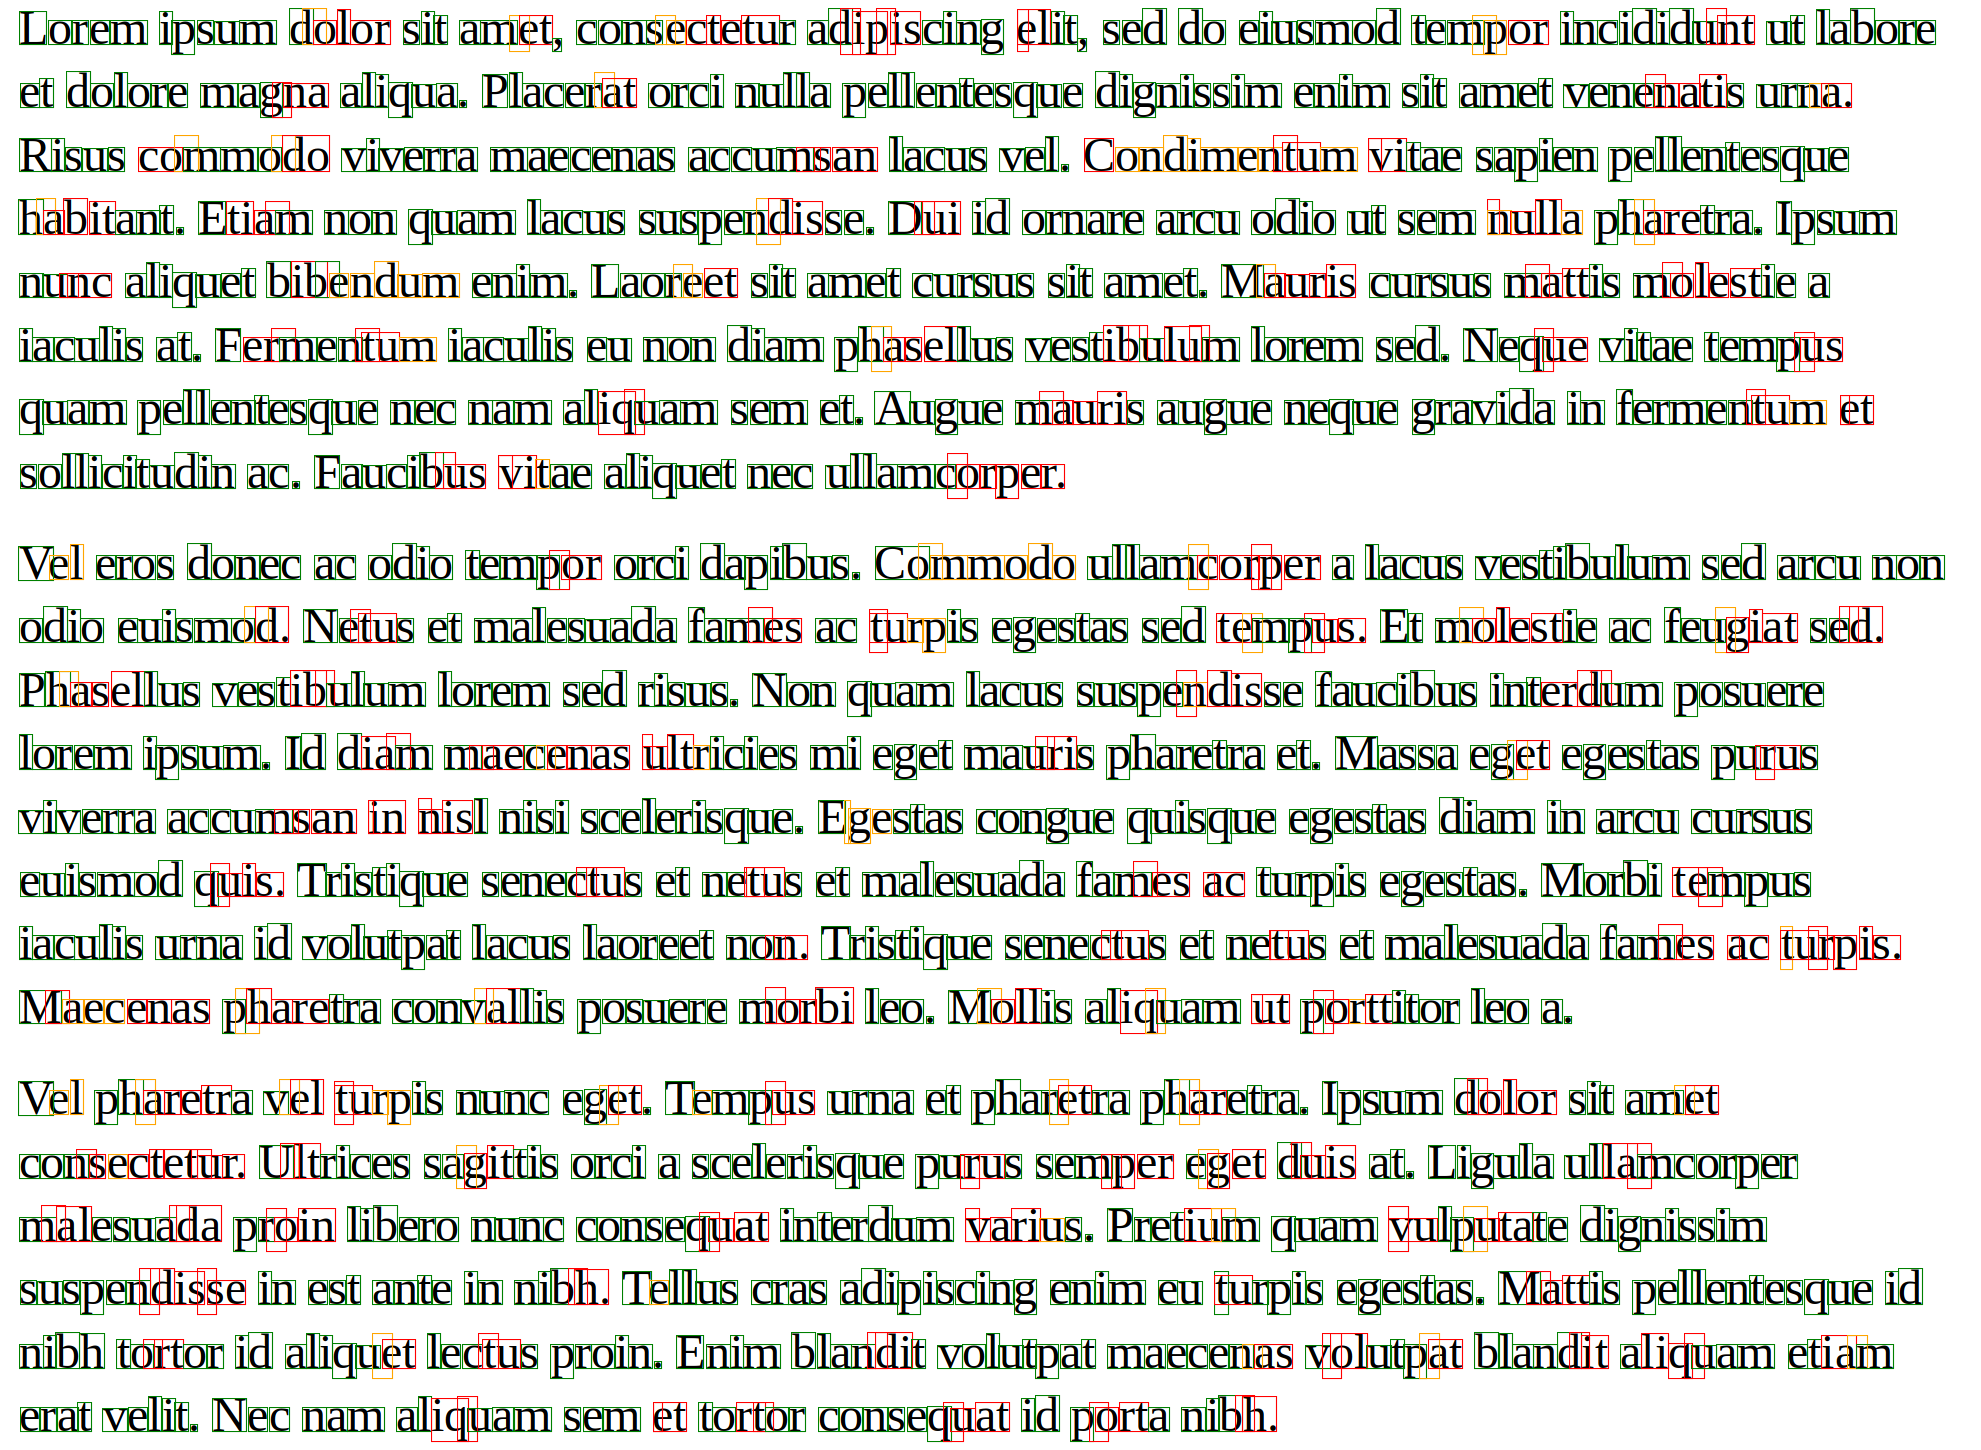 Lorem ipsum dolor sit amet, consectetur adipiscing elit, sed do eiusmod tempor incididunt ut labore
et dolore magna aliqua. Placerat orci nulla pellentesque dignissim enim sit amet venenatis urna.
Risus commodo viverra maecenas accumsan lacus vel. Condimentum vitae sapien pellentesque
habitant. Etiam non quam lacus suspendisse. Dui id ornare arcu odio ut sem nulla pharetra. Ipsum
nunc aliquet bibendum enim. Laoreet sit amet cursus sit amet. Mauris cursus mattis molestie a
iaculis at. Fermentum iaculis eu non diam phasellus vestibulum lorem sed. Neque vitae tempus
quam pellentesque nec nam aliquam sem et. Augue mauris augue neque gravida in fermentum et
sollicitudin ac. Faucibus vitae aliquet nec ullamcorper.
Vel eros donec ac odio tempor orci dapibus. Commodo ullamcorper a lacus vestibulum sed arcu non
odio euismod. Netus et malesuada fames ac turpis egestas sed tempus. Et molestie ac feugiat sed.
Phasellus vestibulum lorem sed risus. Non quam lacus suspendisse faucibus interdum posuere
lorem ipsum. Id diam maecenas ultricies mi eget mauris pharetra et. Massa eget egestas purus
viverra accumsan in nisl nisi scelerisque. Egestas congue quisque egestas diam in arcu cursus
euismod quis. Tristique senectus et netus et malesuada fames ac turpis egestas. Morbi tempus
iaculis urna id volutpat lacus laoreet non. Tristique senectus et netus et malesuada fames ac turpis.
Maecenas pharetra convallis posuere morbi leo. Mollis aliquam ut porttitor leo a.
Vel pharetra vel turpis nunc eget. Tempus urna et pharetra pharetra. Ipsum dolor sit amet
consectetur. Ultrices sagittis orci a scelerisque purus semper eget duis at. Ligula ullamcorper
malesuada proin libero nunc consequat interdum varius. Pretium quam vulputate dignissim
suspendisse in est ante in nibh. Tellus cras adipiscing enim eu turpis egestas. Mattis pellentesque id
nibh tortor id aliquet lectus proin. Enim blandit volutpat maecenas volutpat blandit aliquam etiam
erat velit. Nec nam aliquam sem et tortor consequat id porta nibh.